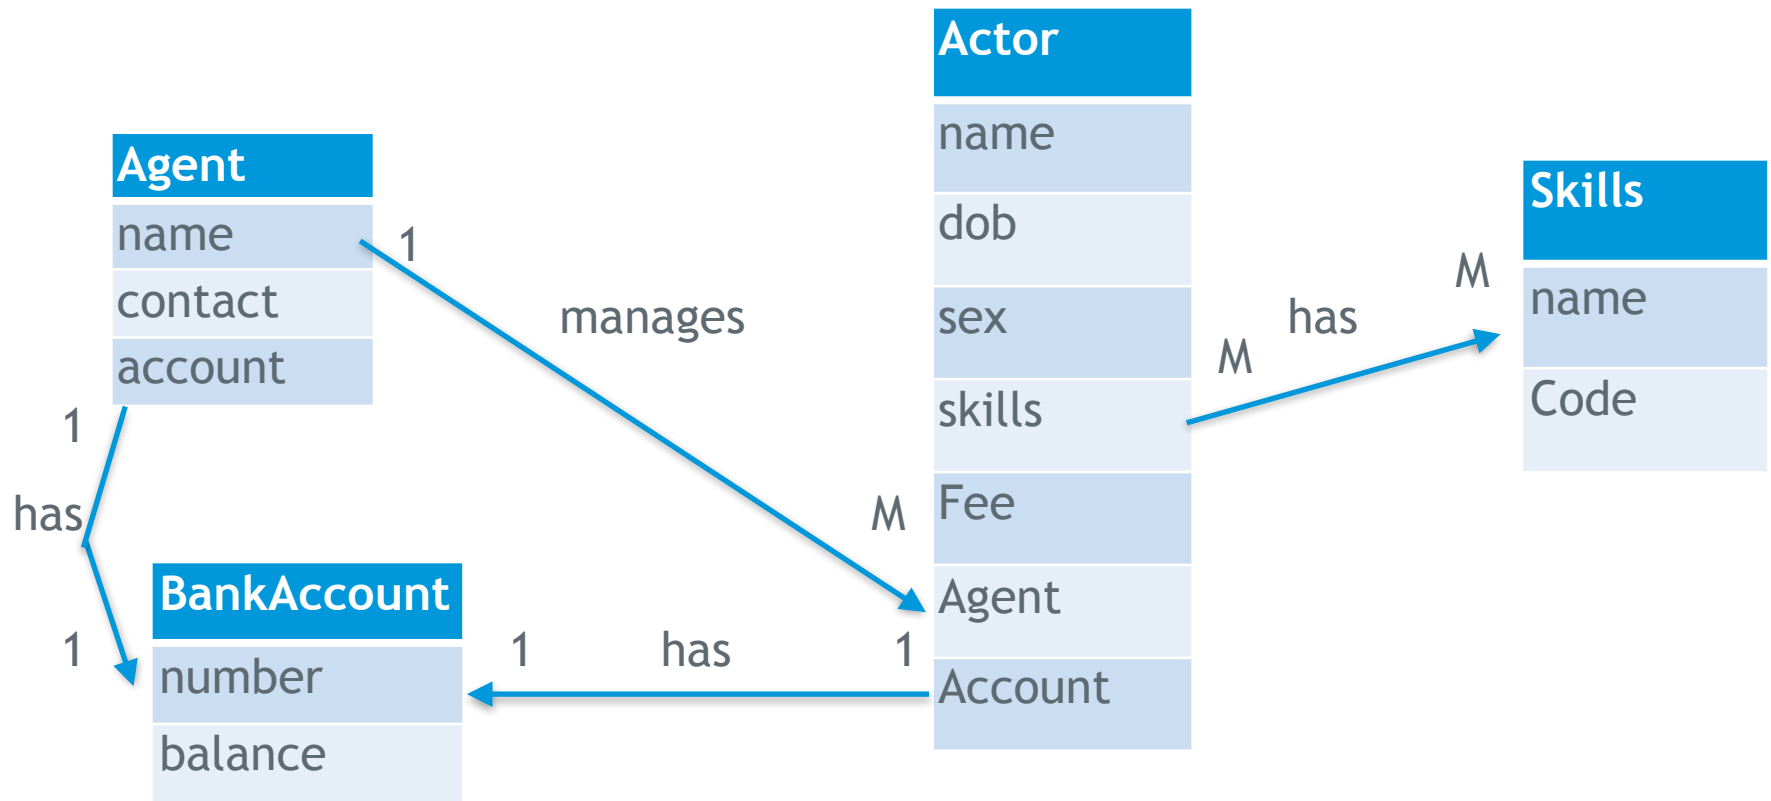 Actor
name
dob
sex
skills
Fee
Agent
Account
Agent
name
contact
account
1
manages
M
1
has
1
BankAccount
number
balance
1
has
1
M
has
M
Skills
name
Code